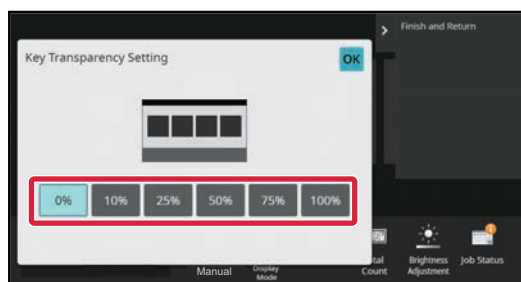 Finish and Return
Key Transparency Setting
OK
0% 10% 25% 50% 75% 100%
Manual
Display
Mode
Count
Brightness
Adjustment
Job Status